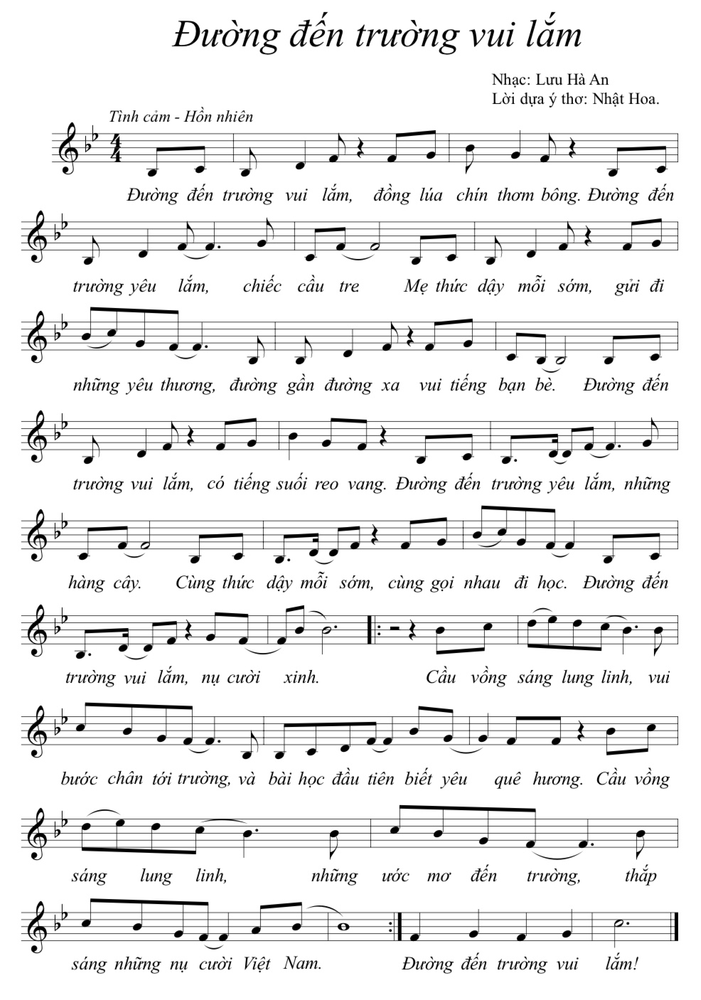 Đường đến trường vui lắm
Nhạc: Lưu Hà An
Lời dựa ý thơ: Nhật Hoa.
Tình cảm - Hồn nhiên
4
4
Đường đến trường vui lắm, đồng lúa chín thơm bông. Đường đến
trường yêu lắm, chiếc cầu tre. Mẹ thức dậy mỗi sớm, gửi đi
những yêu thương, đường gần đường xa vui tiếng bạn bè. Đường đến
trường vui lắm, có tiếng suối reo vang. Đường đến trường yêu lắm, những
hàng cây. Cùng thức dậy mỗi sớm, cùng gọi nhau đi học. Đường đến
trường vui lắm, nụ cười xinh. Cầu vồng sáng lung linh, vui
bước chân tới trường, và bài học đầu tiên biết yêu quê hương. Cầu vồng
sáng lung linh, những ước mơ đến trường, thắp
sáng những nụ cười Việt Nam. Đường đến trường vui lắm!